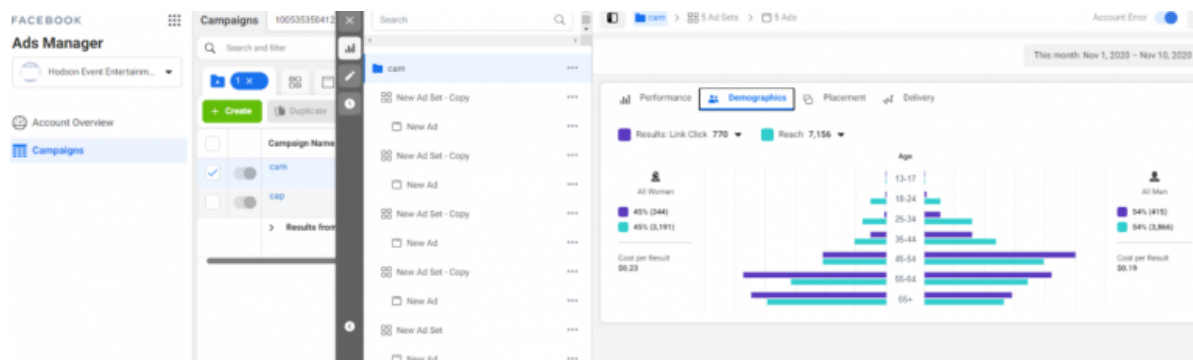 FACEBOOK
Ads Manager
Hodson Event Entertainm...
Account Overview
Campaigns
Campaigns
100535350412
Search and filter
1 ×
+ Create
Duplicate
Campaign Name
cam
cap
Results from
Search
cam
New Ad Set - Copy
New Ad
New Ad Set - Copy
New Ad
New Ad Set - Copy
New Ad
New Ad Set - Copy
New Ad
New Ad Set
New Ad
cam > 5 Ad Sets > 5 Ads
Account Error
This month: Nov 1, 2020 – Nov 10, 2020
Performance
Demographics
Placement
Delivery
Results: Link Click 770
Reach 7,156
Age
All Women
45% (344)
45% (3,191)
Cost per Result
$0.23
13-17
18-24
25-34
35-44
45-54
55-64
65+
All Men
54% (415)
54% (3,866)
Cost per Result
$0.19